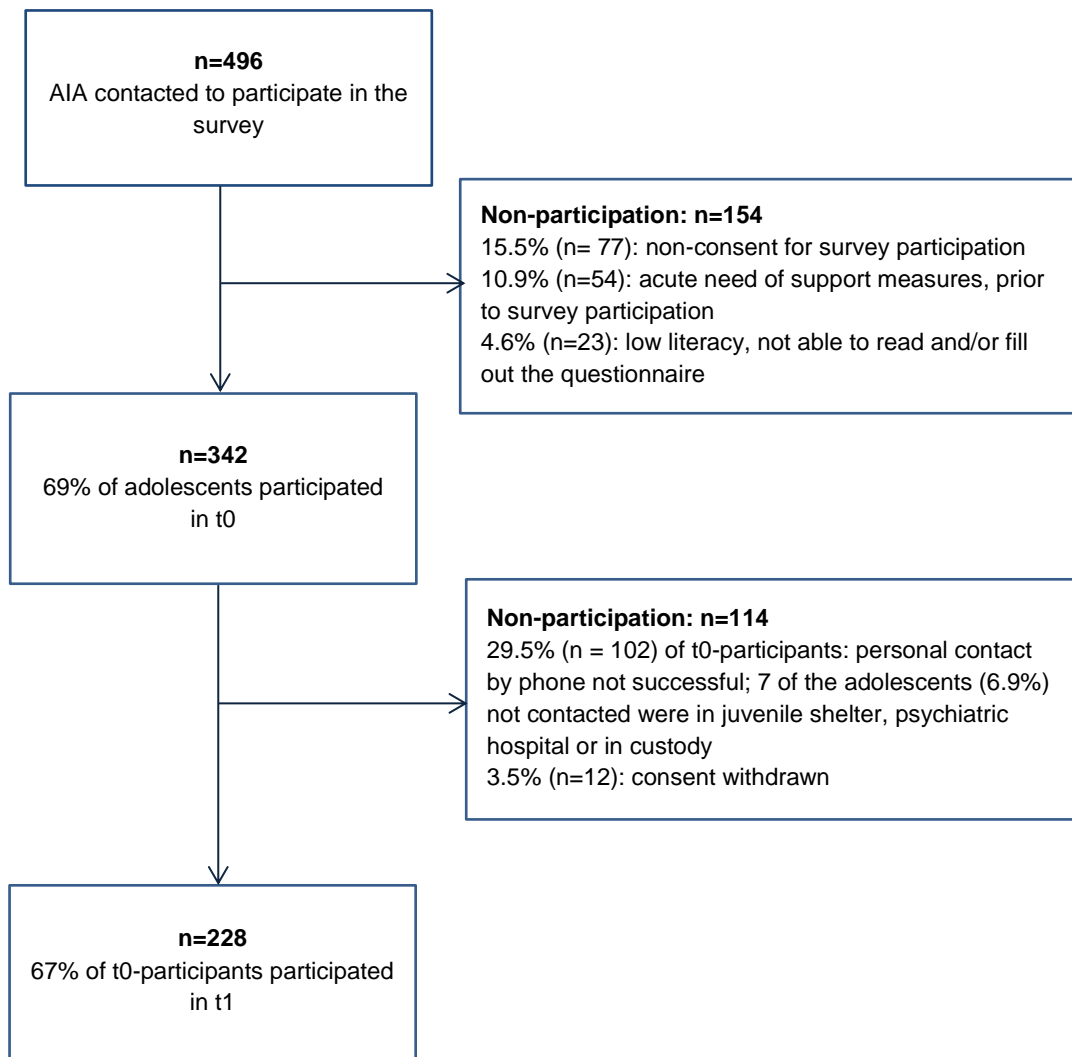 n=496
AIA contacted to participate in the
survey
Non-participation: n=154
15.5% (n= 77): non-consent for survey participation
10.9% (n=54): acute need of support measures, prior
to survey participation
4.6% (n=23): low literacy, not able to read and/or fill
out the questionnaire
n=342
69% of adolescents participated
in t0
Non-participation: n=114
29.5% (n = 102) of t0-participants: personal contact
by phone not successful; 7 of the adolescents (6.9%)
not contacted were in juvenile shelter, psychiatric
hospital or in custody
3.5% (n=12): consent withdrawn
n=228
67% of t0-participants participated
in t1